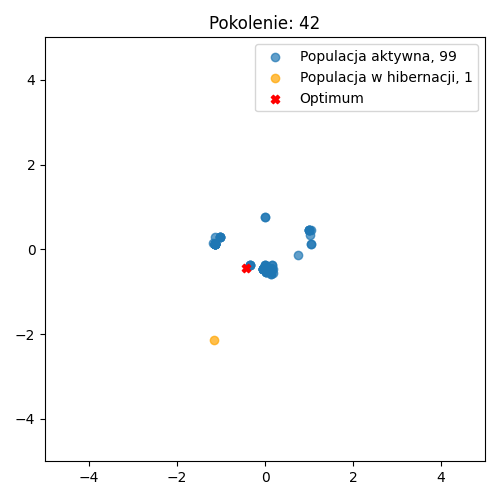 Pokolenie: 42
Populacja aktywna, 99
Populacja w hibernacji, 1
Optimum
4
2
0
−2
−4
−4
−2
0
2
4